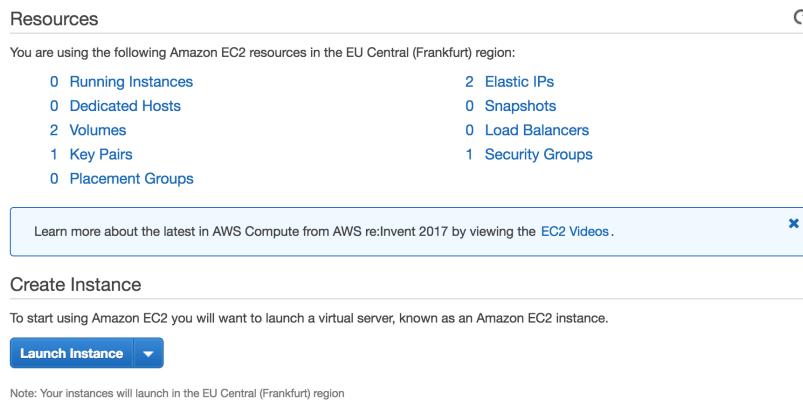 Resources
You are using the following Amazon EC2 resources in the EU Central (Frankfurt) region:
0 Running Instances
2 Elastic IPs
0 Dedicated Hosts
0 Snapshots
2 Volumes
0 Load Balancers
1 Key Pairs
1 Security Groups
0 Placement Groups
Learn more about the latest in AWS Compute from AWS re:Invent 2017 by viewing the EC2 Videos.
Create Instance
To start using Amazon EC2 you will want to launch a virtual server, known as an Amazon EC2 instance.
Launch Instance
Note: Your instances will launch in the EU Central (Frankfurt) region